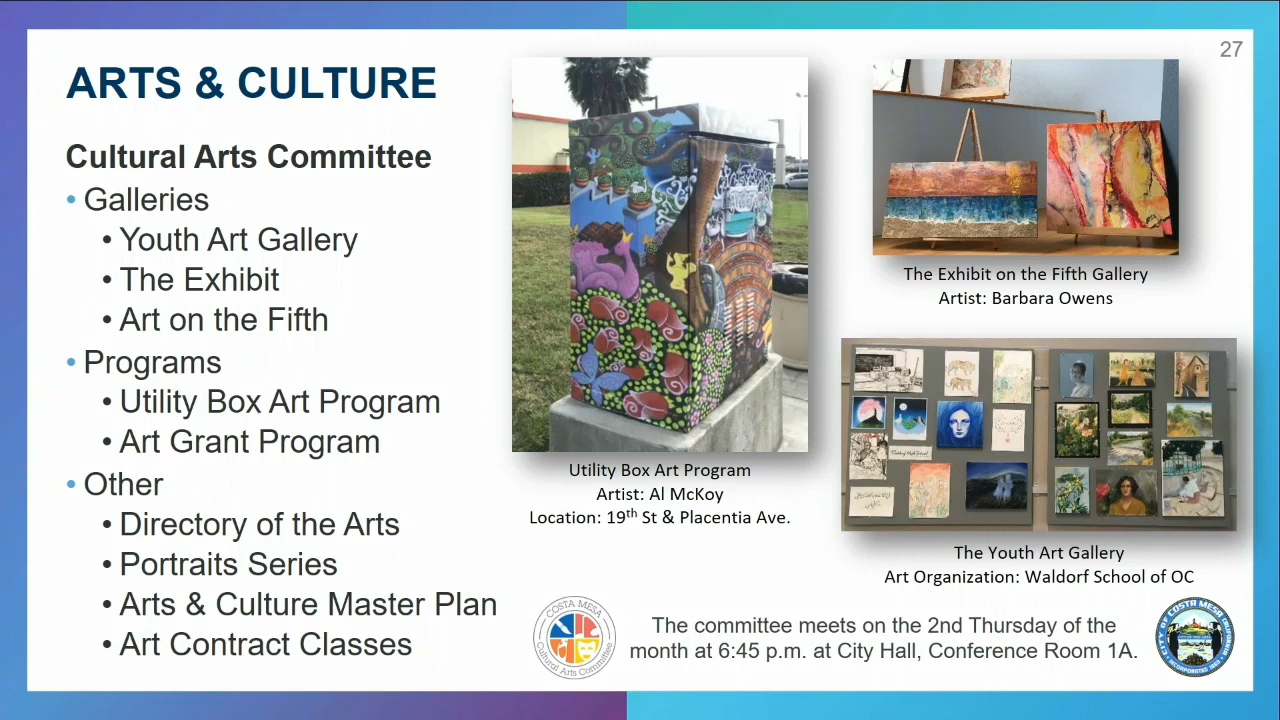 27
ARTS & CULTURE
Cultural Arts Committee
• Galleries
• Youth Art Gallery
• The Exhibit
• Art on the Fifth
• Programs
• Utility Box Art Program
• Art Grant Program
• Other
• Directory of the Arts
• Portraits Series
• Arts & Culture Master Plan
• Art Contract Classes
Utility Box Art Program
Artist: Al McKoy
Location: 19th St & Placentia Ave.
The Exhibit on the Fifth Gallery
Artist: Barbara Owens
The Youth Art Gallery
Art Organization: Waldorf School of OC
COSTA MESA
Cultural Arts Committee
The committee meets on the 2nd Thursday of the
month at 6:45 p.m. at City Hall, Conference Room 1A.
CITY OF COSTA MESA CALIFORNIA
INCORPORATED 1953